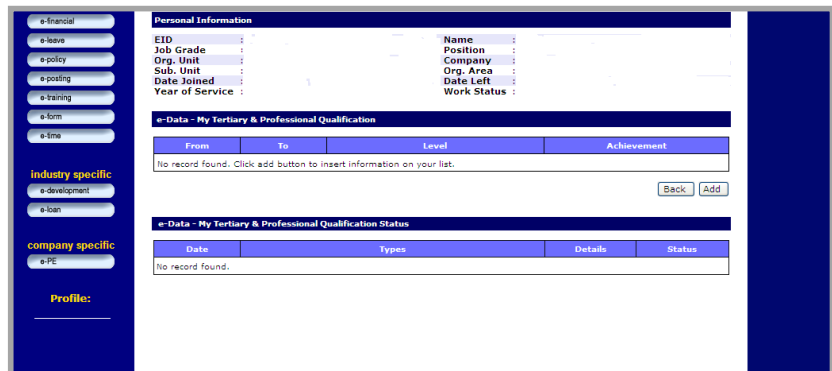 e-financial
e-leave
e-policy
e-posting
e-training
e-form
e-time
industry specific
e-development
e-loan
company specific
e-PE
Profile:
Personal Information
EID : Name :
Job Grade : Position :
Org. Unit : Company :
Sub. Unit : Org. Area :
Date Joined : Date Left :
Year of Service : Work Status :
e-Data - My Tertiary & Professional Qualification
From To Level Achievement
No record found. Click add button to insert information on your list.
Back Add
e-Data - My Tertiary & Professional Qualification Status
Date Types Details Status
No record found.